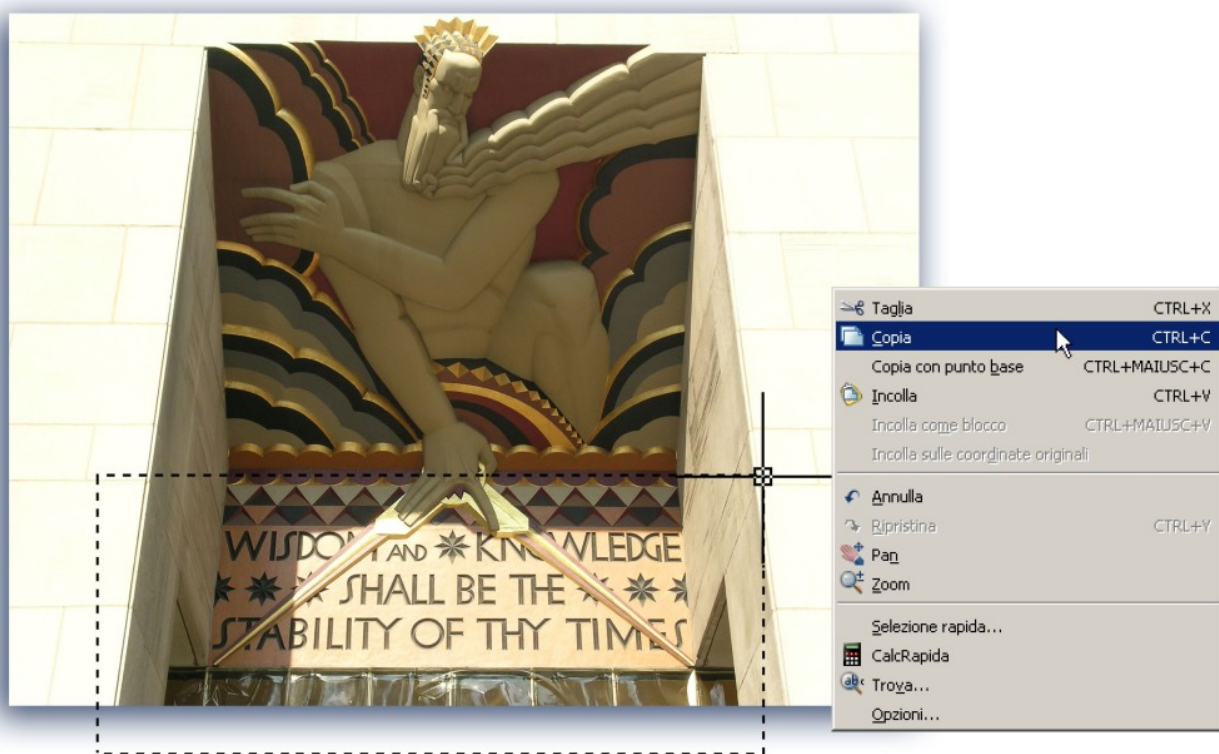 WISDOM AND ✴ KNOWLEDGE
SHALL BE THE
STABILITY OF THY TIMES
Taglia CTRL+X
Copia CTRL+C
Copia con punto base CTRL+MAIUSC+C
Incolla CTRL+V
Incolla come blocco CTRL+MAIUSC+V
Incolla sulle coordinate originali
Annulla
Ripristina CTRL+Y
Pan
Zoom
Selezione rapida...
CalcRapida
Trova...
Opzioni...